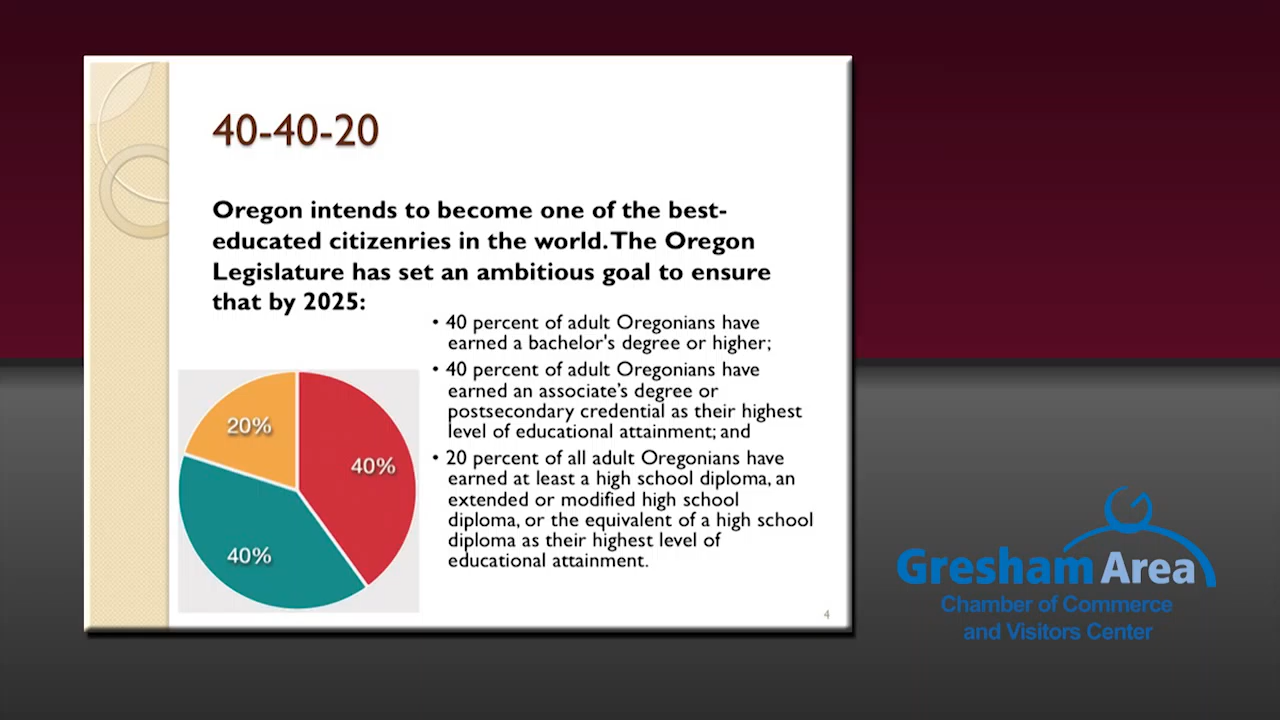 40-40-20
Oregon intends to become one of the best-
educated citizenries in the world. The Oregon
Legislature has set an ambitious goal to ensure
that by 2025:
• 40 percent of adult Oregonians have
earned a bachelor's degree or higher;
• 40 percent of adult Oregonians have
earned an associate's degree or
postsecondary credential as their highest
level of educational attainment; and
• 20 percent of all adult Oregonians have
earned at least a high school diploma, an
extended or modified high school
diploma, or the equivalent of a high school
diploma as their highest level of
educational attainment.
20%
40%
40%
4
Gresham Area
Chamber of Commerce
and Visitors Center